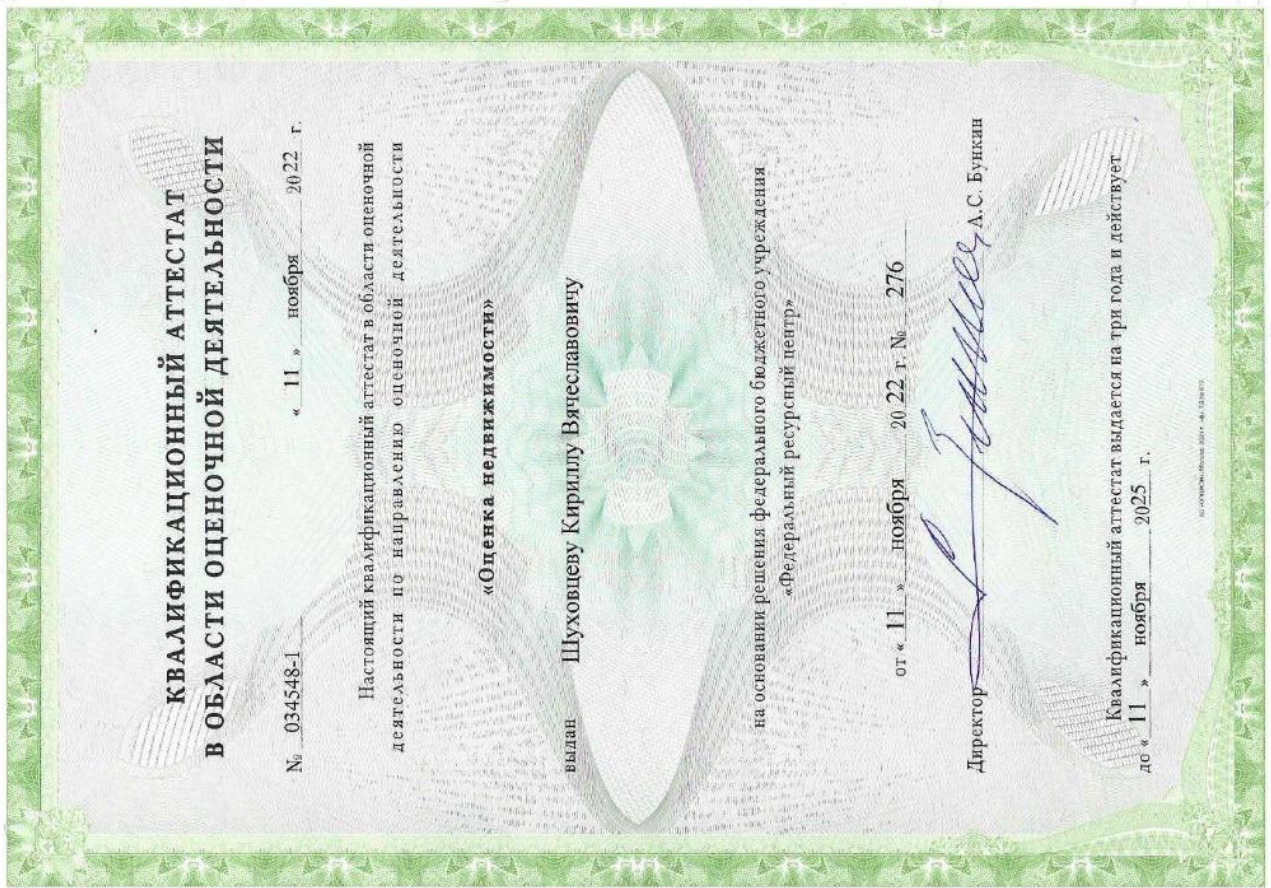 КВАЛИФИКАЦИОННЫЙ АТТЕСТАТ
В ОБЛАСТИ ОЦЕНОЧНОЙ ДЕЯТЕЛЬНОСТИ
№ 034548-1 « 11 » ноября 2022 г.
Настоящий квалификационный аттестат в области оценочной
деятельности по направлению оценочной деятельности
«Оценка недвижимости»
выдан Шуховцеву Кириллу Вячеславовичу
на основании решения федерального бюджетного учреждения
«Федеральный ресурсный центр»
от « 11 » ноября 20 22 г. № 276
Директор А.С. Бункин
Квалификационный аттестат выдается на три года и действует
до « 11 » ноября 2025 г.